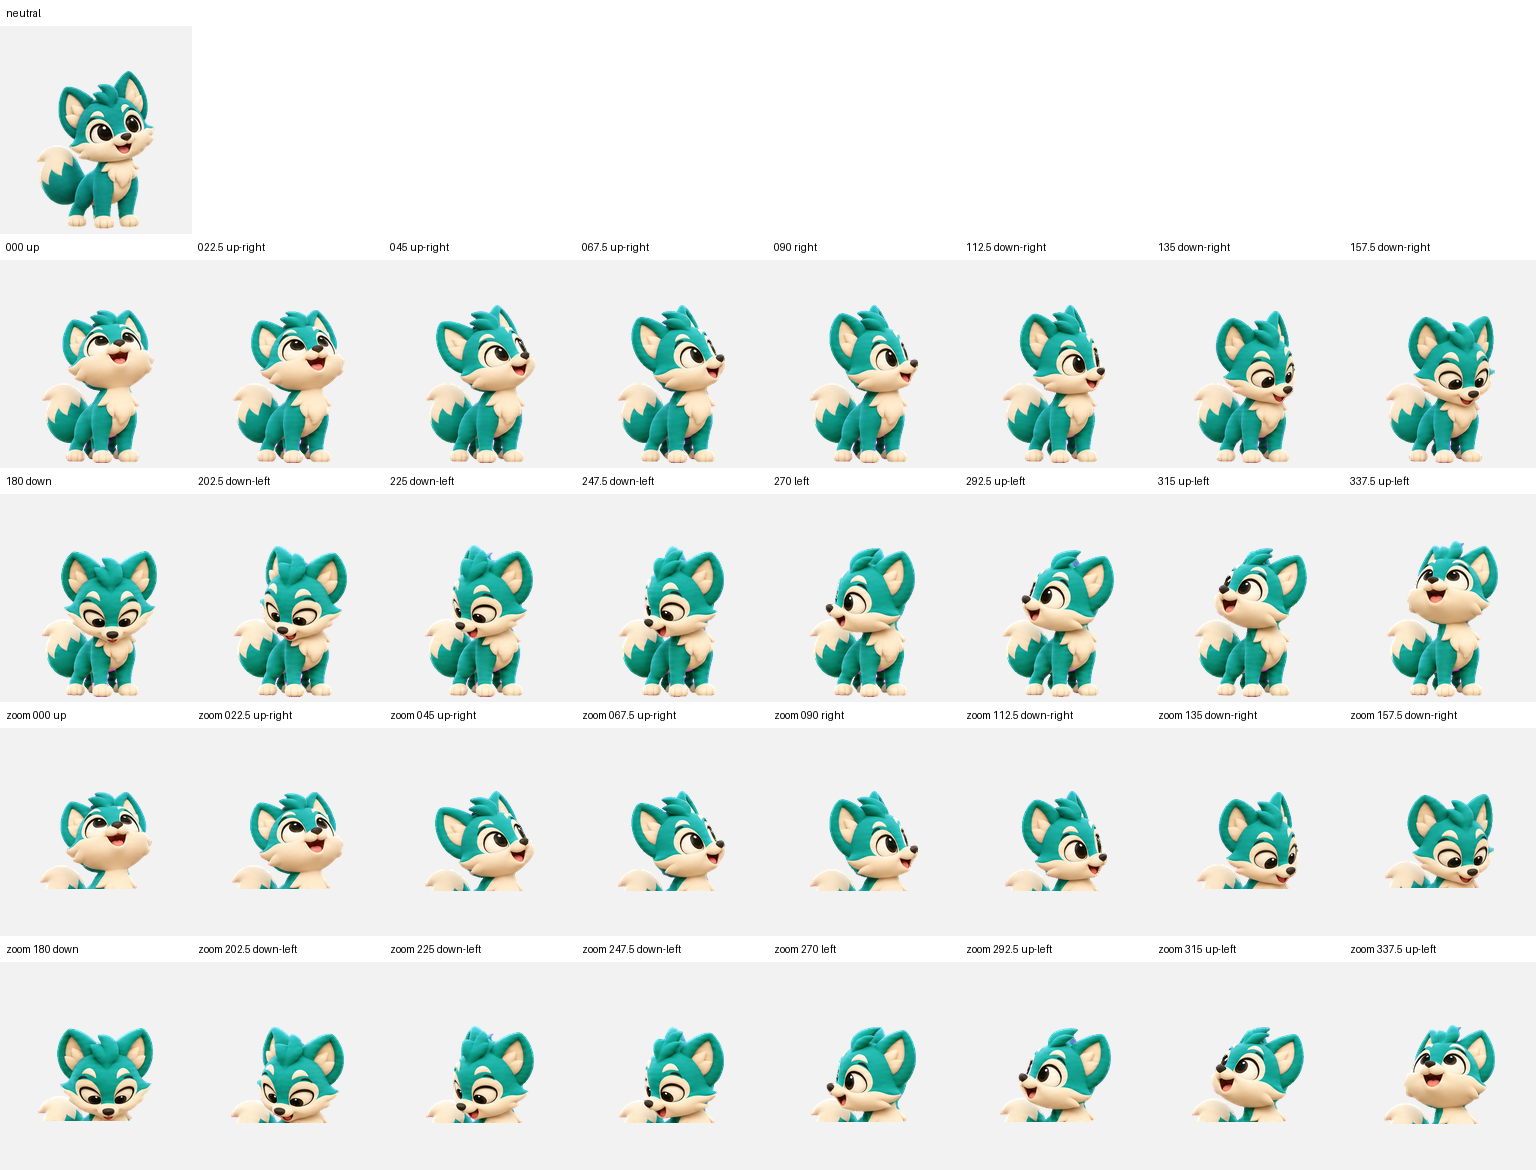 neutral
000 up
022.5 up-right
045 up-right
067.5 up-right
090 right
112.5 down-right
135 down-right
157.5 down-right
180 down
202.5 down-left
225 down-left
247.5 down-left
270 left
292.5 up-left
315 up-left
337.5 up-left
zoom 000 up
zoom 022.5 up-right
zoom 045 up-right
zoom 067.5 up-right
zoom 090 right
zoom 112.5 down-right
zoom 135 down-right
zoom 157.5 down-right
zoom 180 down
zoom 202.5 down-left
zoom 225 down-left
zoom 247.5 down-left
zoom 270 left
zoom 292.5 up-left
zoom 315 up-left
zoom 337.5 up-left